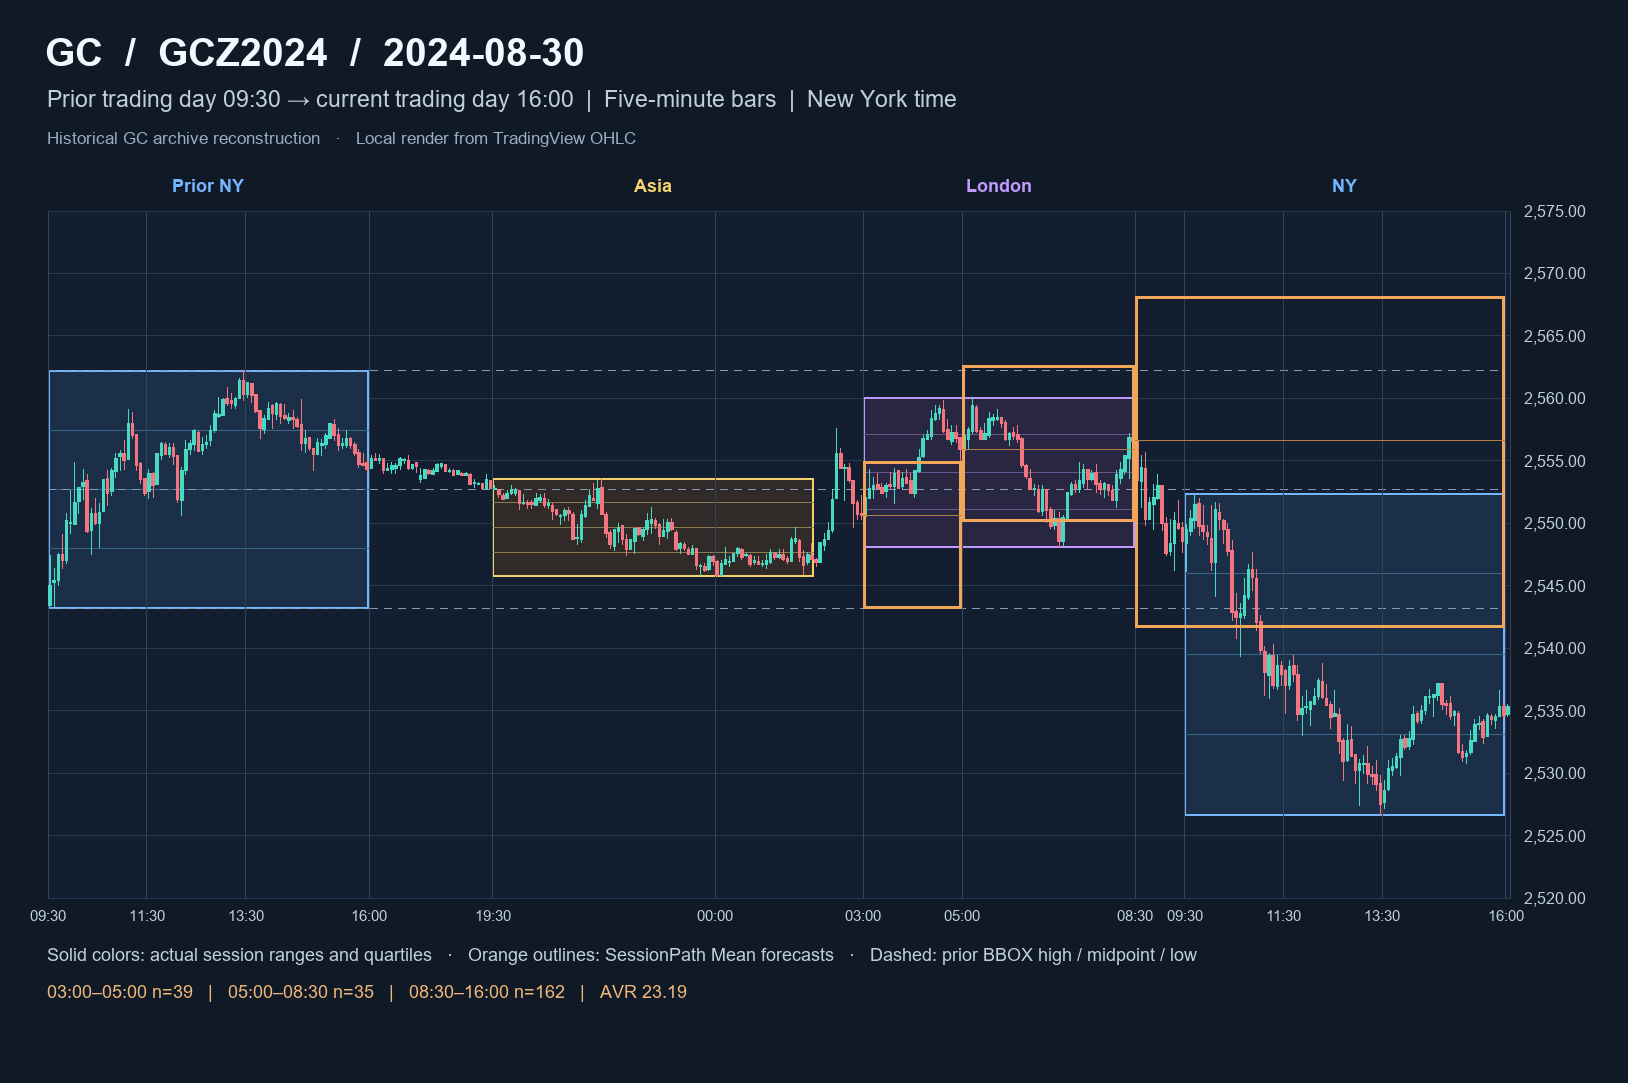 GC / GCZ2024 / 2024-08-30
Prior trading day 09:30 → current trading day 16:00 | Five-minute bars | New York time
Historical GC archive reconstruction · Local render from TradingView OHLC
Prior NY Asia London NY
2,575.00
2,570.00
2,565.00
2,560.00
2,555.00
2,550.00
2,545.00
2,540.00
2,535.00
2,530.00
2,525.00
2,520.00
09:30 11:30 13:30 16:00 19:30 00:00 03:00 05:00 08:30 09:30 11:30 13:30 16:00
Solid colors: actual session ranges and quartiles · Orange outlines: SessionPath Mean forecasts · Dashed: prior BBOX high / midpoint / low
03:00–05:00 n=39 | 05:00–08:30 n=35 | 08:30–16:00 n=162 | AVR 23.19